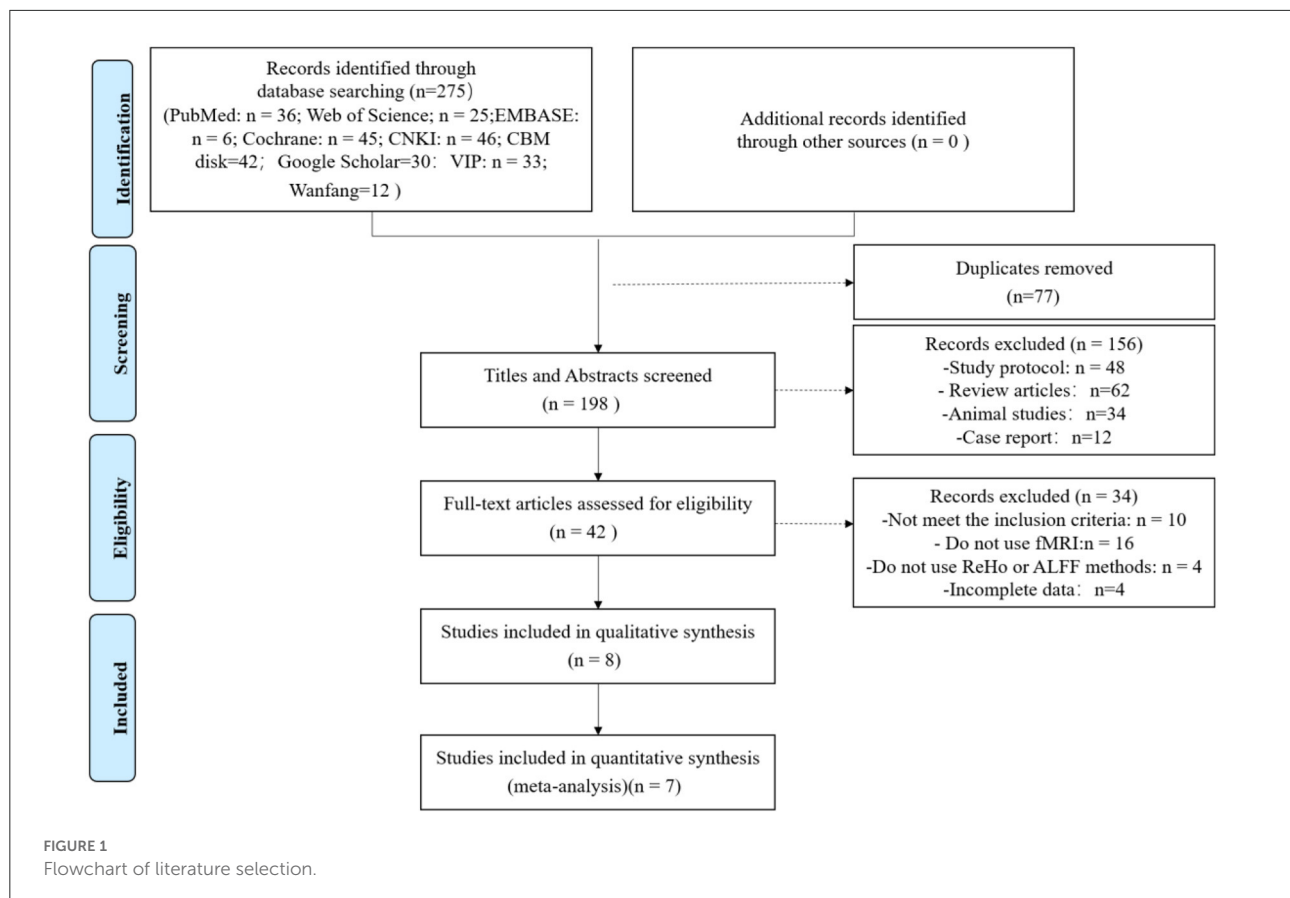 Identification
Records identified through
database searching (n=275)
(PubMed: n = 36; Web of Science; n = 25;EMBASE:
n = 6; Cochrane: n = 45; CNKI: n = 46; CBM
disk=42; Google Scholar=30: VIP: n = 33;
Wanfang=12 )
Additional records identified
through other sources (n = 0 )
Screening
Duplicates removed
(n=77)
Titles and Abstracts screened
(n = 198 )
Records excluded (n = 156)
-Study protocol: n = 48
- Review articles: n=62
-Animal studies: n=34
-Case report: n=12
Eligibility
Full-text articles assessed for eligibility
(n = 42 )
Records excluded (n = 34)
-Not meet the inclusion criteria: n = 10
- Do not use fMRI:n = 16
-Do not use ReHo or ALFF methods: n = 4
-Incomplete data: n=4
Included
Studies included in qualitative synthesis
(n = 8)
Studies included in quantitative synthesis
(meta-analysis)(n = 7)
FIGURE 1
Flowchart of literature selection.